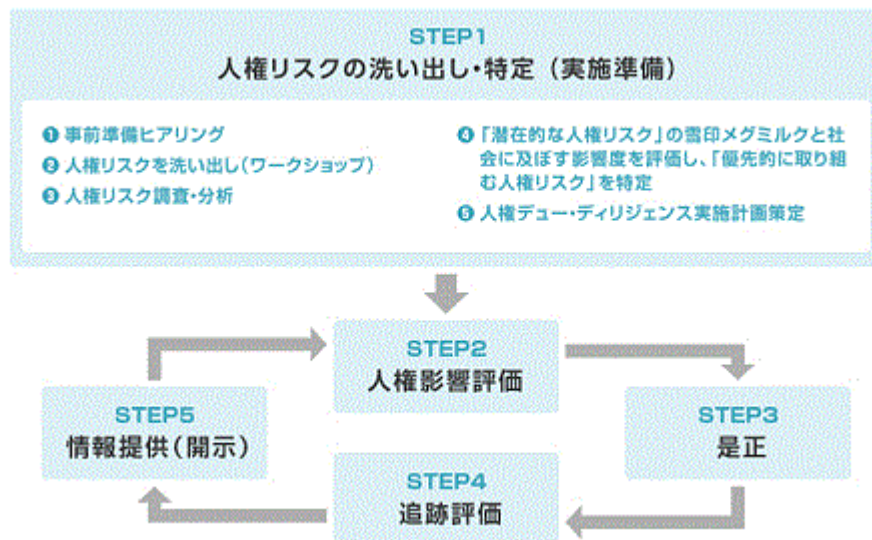 STEP1
人権リスクの洗い出し・特定（実施準備）
❶ 事前準備ヒアリング
❷ 人権リスクを洗い出し（ワークショップ）
❸ 人権リスク調査・分析
❹ 「潜在的な人権リスク」の雪印メグミルクと社
会に及ぼす影響度を評価し、「優先的に取り組
む人権リスク」を特定
❺ 人権デュー・ディリジェンス実施計画策定
STEP2
人権影響評価
STEP3
是正
STEP4
追跡評価
STEP5
情報提供（開示）